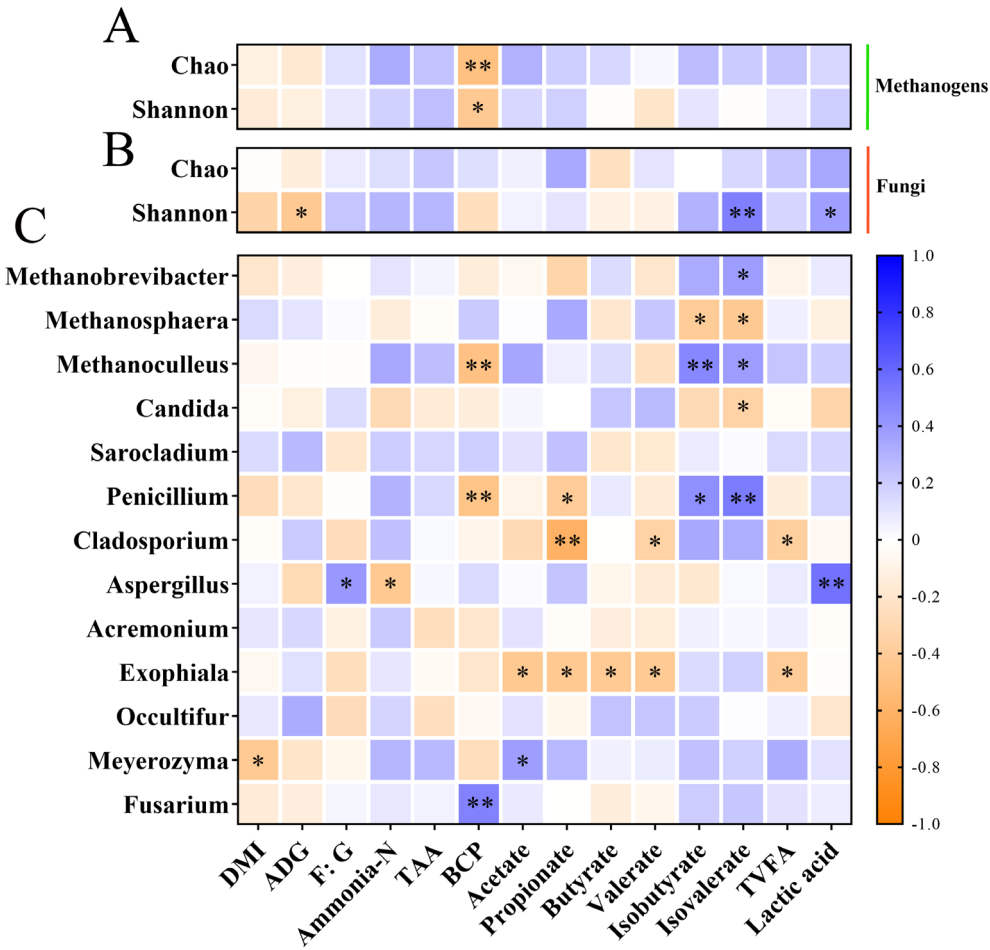 A
Chao ** Methanogens
Shannon *
B
Chao Fungi
Shannon * ** *
C
Methanobrevibacter *
Methanosphaera * *
Methanoculleus ** ** *
Candida *
Sarocladium
Penicillium ** * * **
Cladosporium ** * *
Aspergillus * * **
Acremonium
Exophiala * * * * *
Occultifur
Meyerozyma * *
Fusarium **
1.0
0.8
0.6
0.4
0.2
0
-0.2
-0.4
-0.6
-0.8
-1.0
DMI
ADG
F: G
Ammonia-N
TAA
BCP
Acetate
Propionate
Butyrate
Valerate
Isobutyrate
Isovalerate
TVFA
Lactic acid